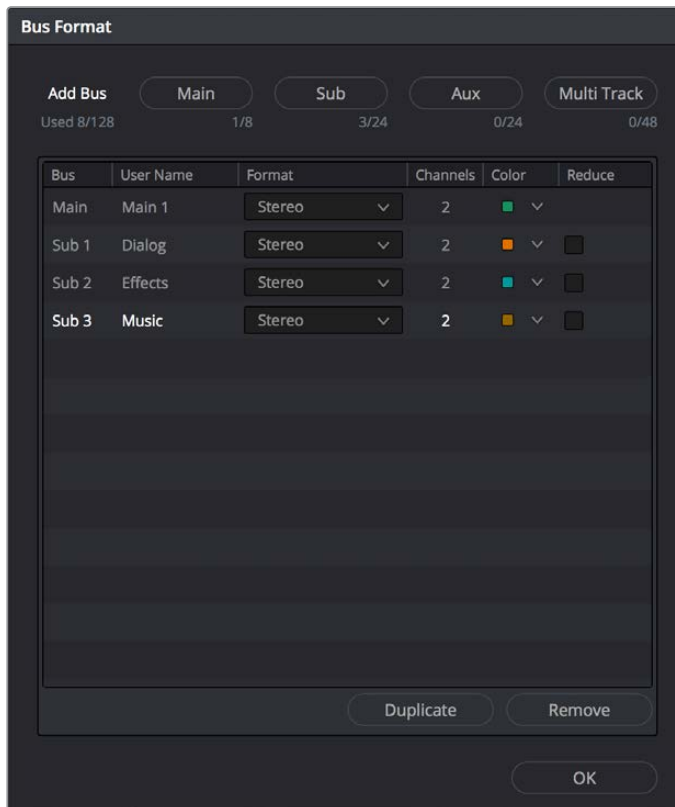 Bus Format
Add Bus Main Sub Aux Multi Track
Used 8/128 1/8 3/24 0/24 0/48
Bus User Name Format Channels Color Reduce
Main Main 1 Stereo 2
Sub 1 Dialog Stereo 2
Sub 2 Effects Stereo 2
Sub 3 Music Stereo 2
Duplicate Remove
OK